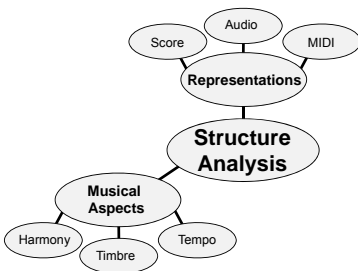 Audio
Score
MIDI
Representations
Structure
Analysis
Musical
Aspects
Harmony
Tempo
Timbre